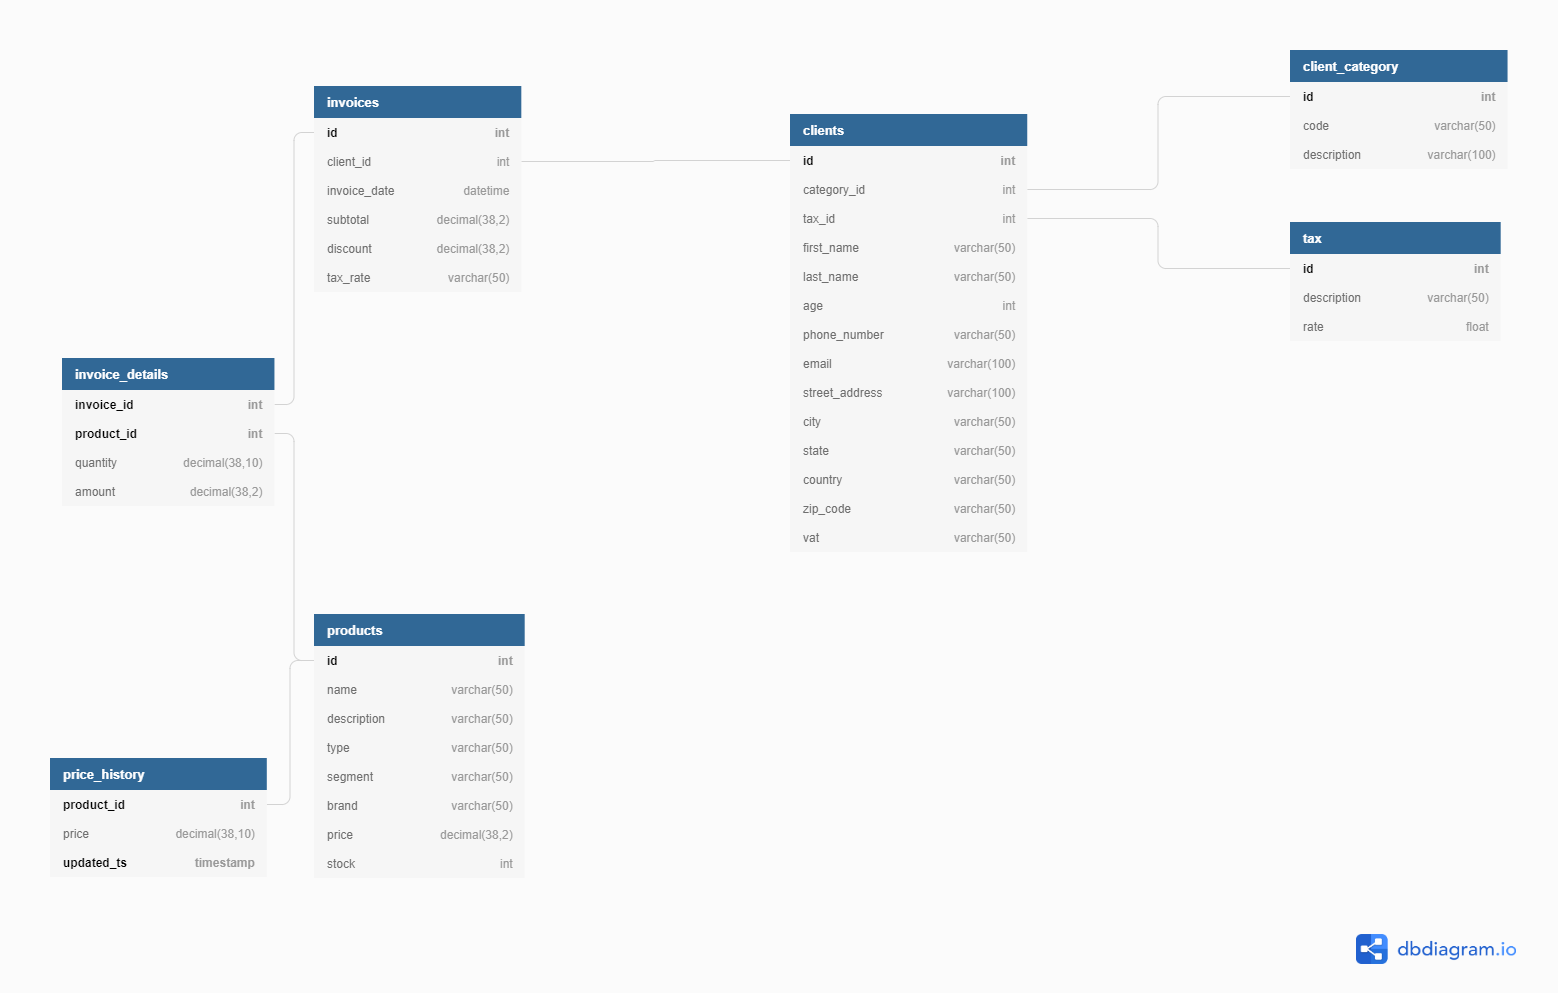 client_category
id int
code varchar(50)
description varchar(100)
invoices
id int
client_id int
invoice_date datetime
subtotal decimal(38,2)
discount decimal(38,2)
tax_rate varchar(50)
clients
id int
category_id int
tax_id int
first_name varchar(50)
last_name varchar(50)
age int
phone_number varchar(50)
email varchar(100)
street_address varchar(100)
city varchar(50)
state varchar(50)
country varchar(50)
zip_code varchar(50)
vat varchar(50)
tax
id int
description varchar(50)
rate float
invoice_details
invoice_id int
product_id int
quantity decimal(38,10)
amount decimal(38,2)
products
id int
name varchar(50)
description varchar(50)
type varchar(50)
segment varchar(50)
brand varchar(50)
price decimal(38,2)
stock int
price_history
product_id int
price decimal(38,10)
updated_ts timestamp
dbdiagram.io